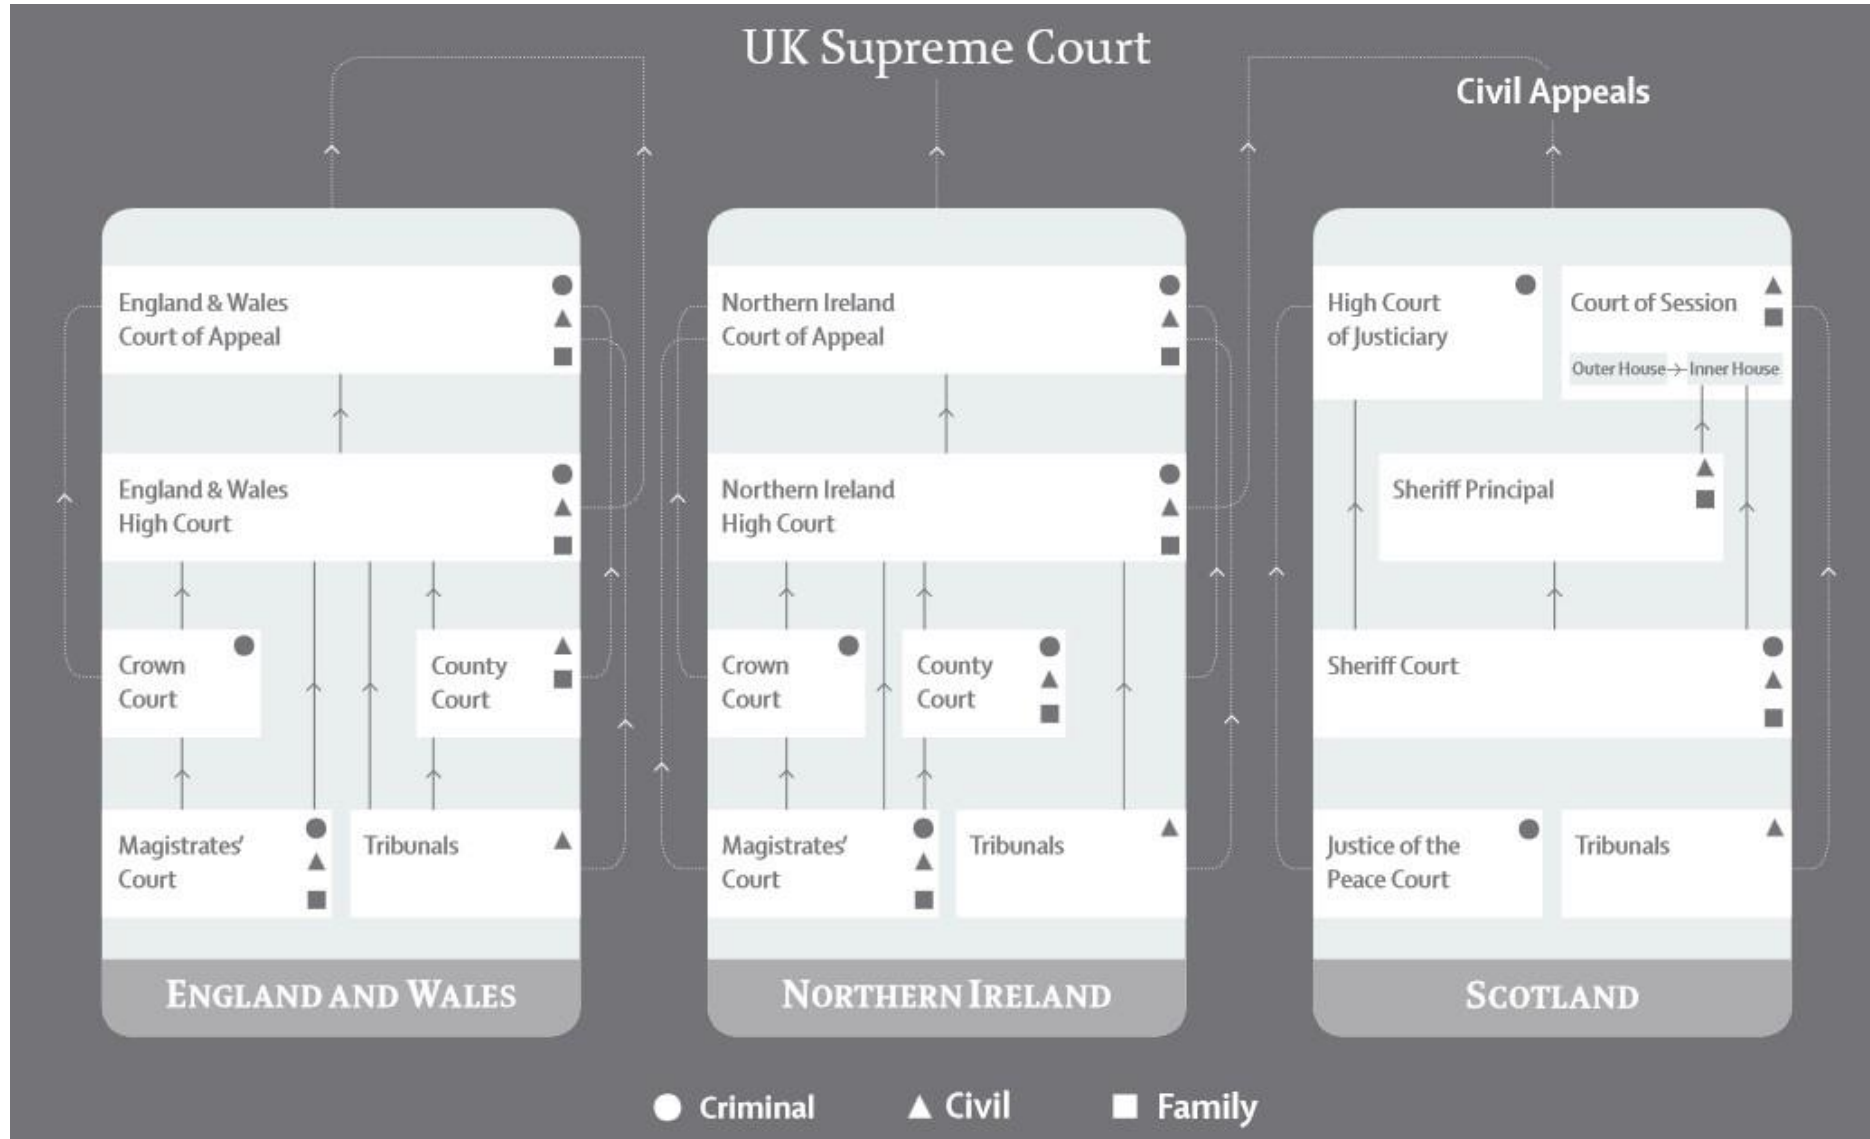 UK Supreme Court
Civil Appeals
England & Wales
Court of Appeal
England & Wales
High Court
Crown
Court
County
Court
Magistrates'
Court
Tribunals
ENGLAND AND WALES
Northern Ireland
Court of Appeal
Northern Ireland
High Court
Crown
Court
County
Court
Magistrates'
Court
Tribunals
NORTHERN IRELAND
High Court
of Justiciary
Court of Session
Outer House
Inner House
Sheriff Principal
Sheriff Court
Justice of the
Peace Court
Tribunals
SCOTLAND
Criminal
Civil
Family